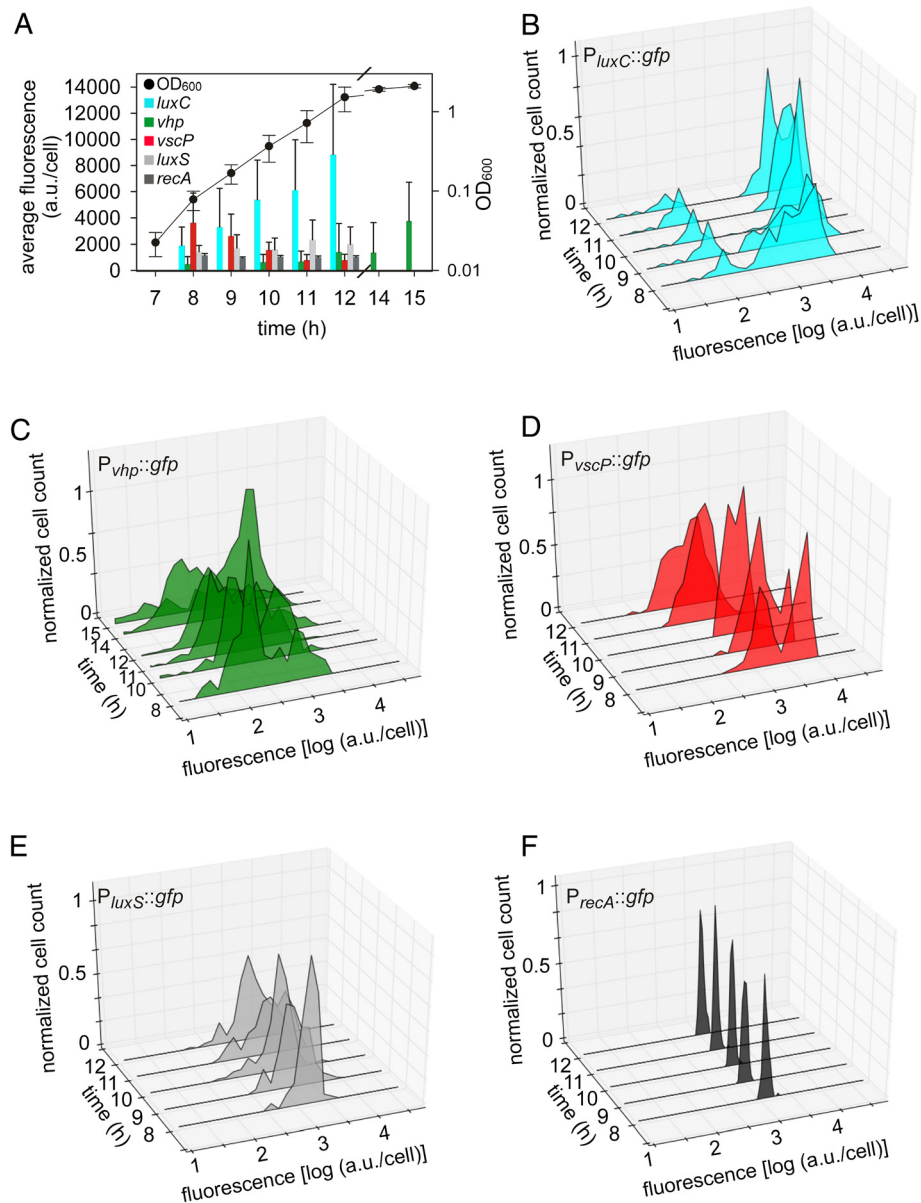 A
average fluorescence
(a.u./cell)
14000
12000
10000
8000
6000
4000
2000
0
OD600
luxC
vhp
vscP
luxS
recA
1
0.1
0.01
OD600
7 8 9 10 11 12 14 15
time (h)
B
PluxC::gfp
normalized cell count
1
0.5
0
12
11
10
9
8
time (h)
1 2 3 4
fluorescence [log (a.u./cell)]
C
Pvhp::gfp
normalized cell count
1
0.5
0
15
14
12
12
10
8
time (h)
1 2 3 4
fluorescence [log (a.u./cell)]
D
PvscP::gfp
normalized cell count
1
0.5
0
12
11
10
9
8
time (h)
1 2 3 4
fluorescence [log (a.u./cell)]
E
PluxS::gfp
normalized cell count
1
0.5
0
12
11
10
9
8
time (h)
1 2 3 4
fluorescence [log (a.u./cell)]
F
PrecA::gfp
normalized cell count
1
0.5
0
12
11
10
9
8
time (h)
1 2 3 4
fluorescence [log (a.u./cell)]